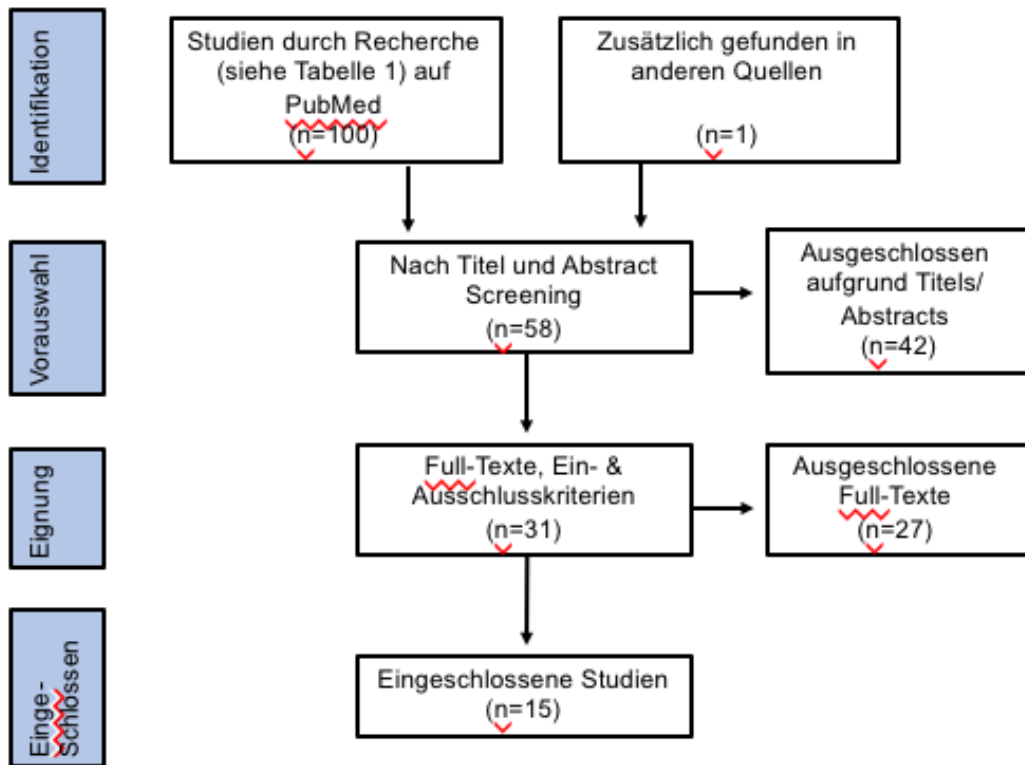 Identifikation
Studien durch Recherche
(siehe Tabelle 1) auf
PubMed
(n=100)
Zusätzlich gefunden in
anderen Quellen
(n=1)
Vorauswahl
Nach Titel und Abstract
Screening
(n=58)
Ausgeschlossen
aufgrund Titels/
Abstracts
(n=42)
Eignung
Full-Texte, Ein- &
Ausschlusskriterien
(n=31)
Ausgeschlossene
Full-Texte
(n=27)
Einge-
Schlossen
Eingeschlossene Studien
(n=15)